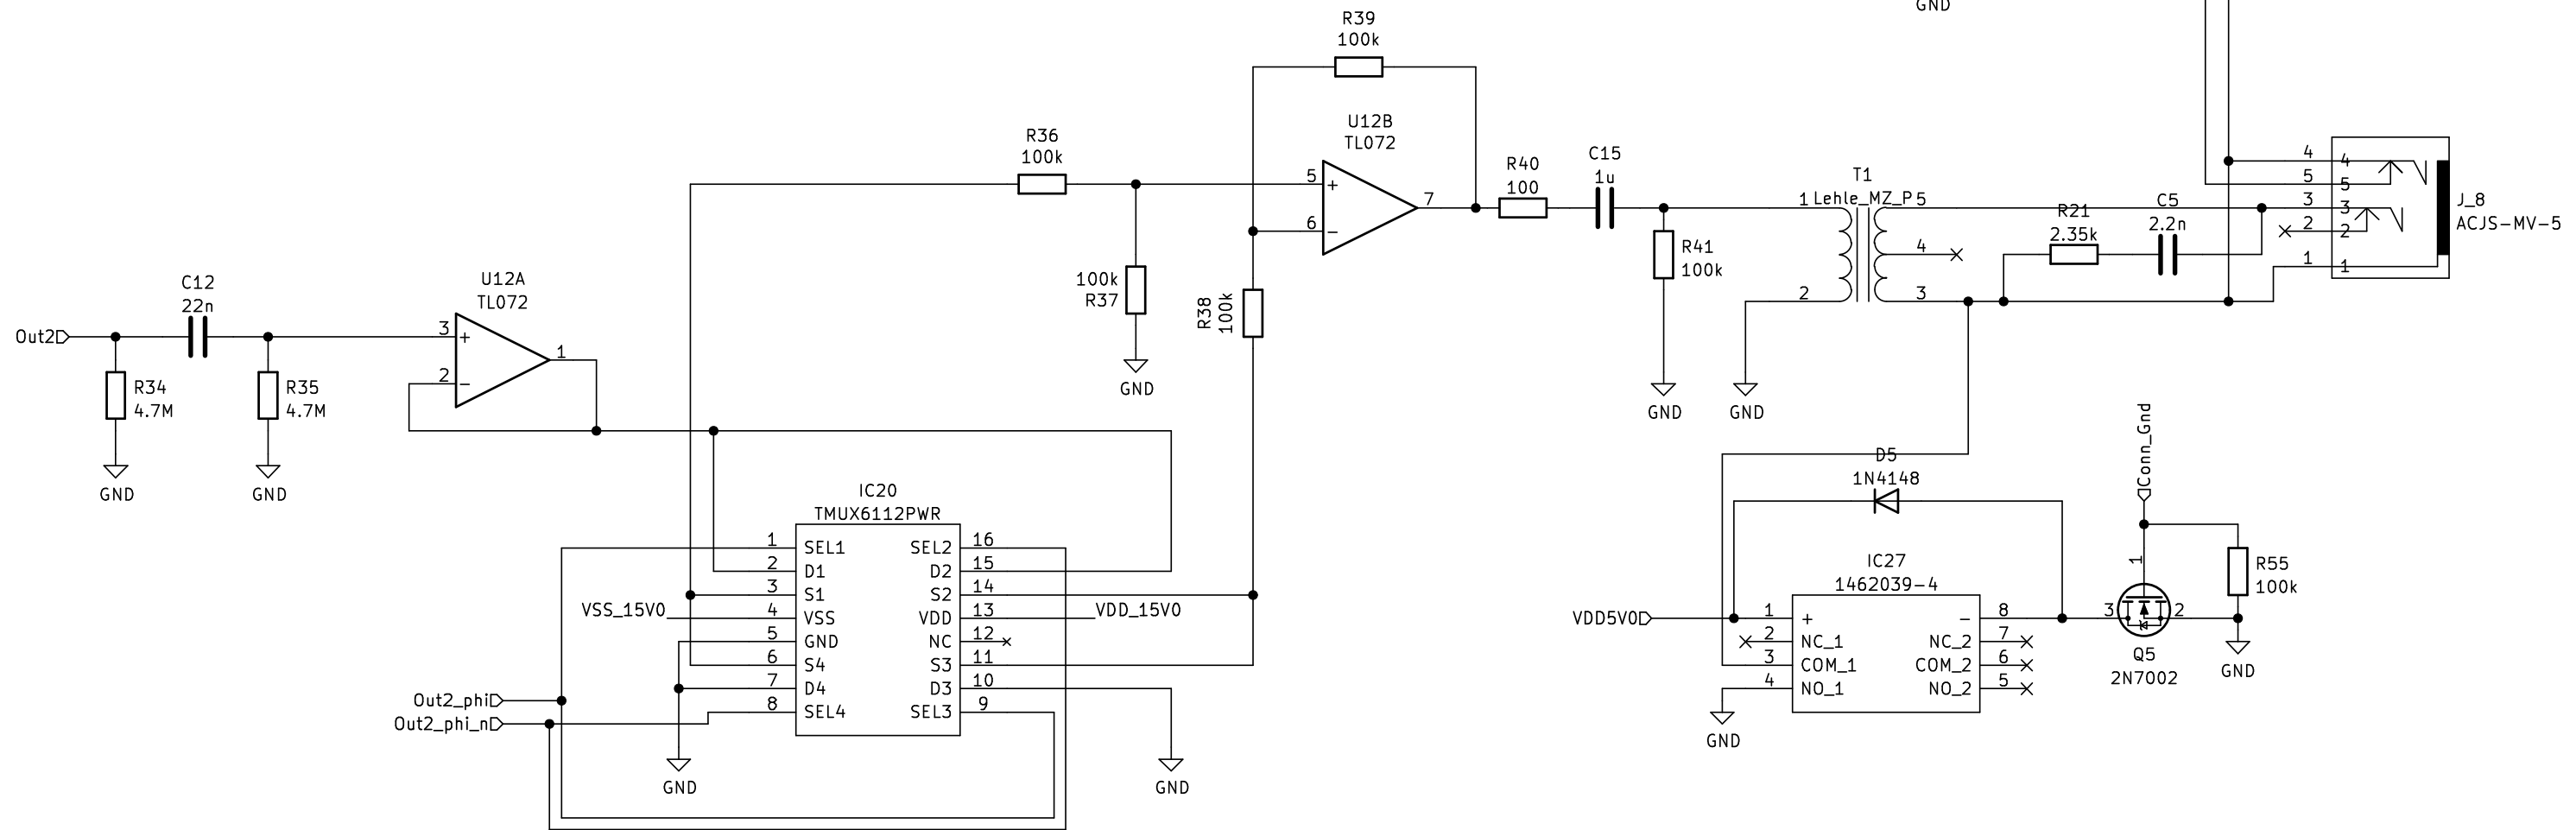 GND
R39
100k
U12B
TL072
R36
100k
5
+
6
−
7
R40
100
C15
1u
T1
1
Lehle_MZ_P
5
4
2
3
R21
2.35k
C5
2.2n
4
4
5
5
3
3
2
2
1
1
J_8
ACJS-MV-5
R41
100k
GND
GND
100k
R37
GND
R38
100k
C12
22n
U12A
TL072
Out2
3
+
2
−
1
R34
4.7M
GND
R35
4.7M
GND
IC20
TMUX6112PWR
1
SEL1
SEL2
16
2
D1
D2
15
3
S1
S2
14
VSS_15V0
4
VSS
VDD
13
VDD_15V0
5
GND
NC
12
6
S4
S3
11
7
D4
D3
10
8
SEL4
SEL3
9
Out2_phi
Out2_phi_n
GND
GND
D5
1N4148
Conn_Gnd
IC27
1462039-4
VDD5V0
1
+
−
8
2
NC_1
NC_2
7
3
COM_1
COM_2
6
4
NO_1
NO_2
5
GND
1
3
2
Q5
2N7002
R55
100k
GND